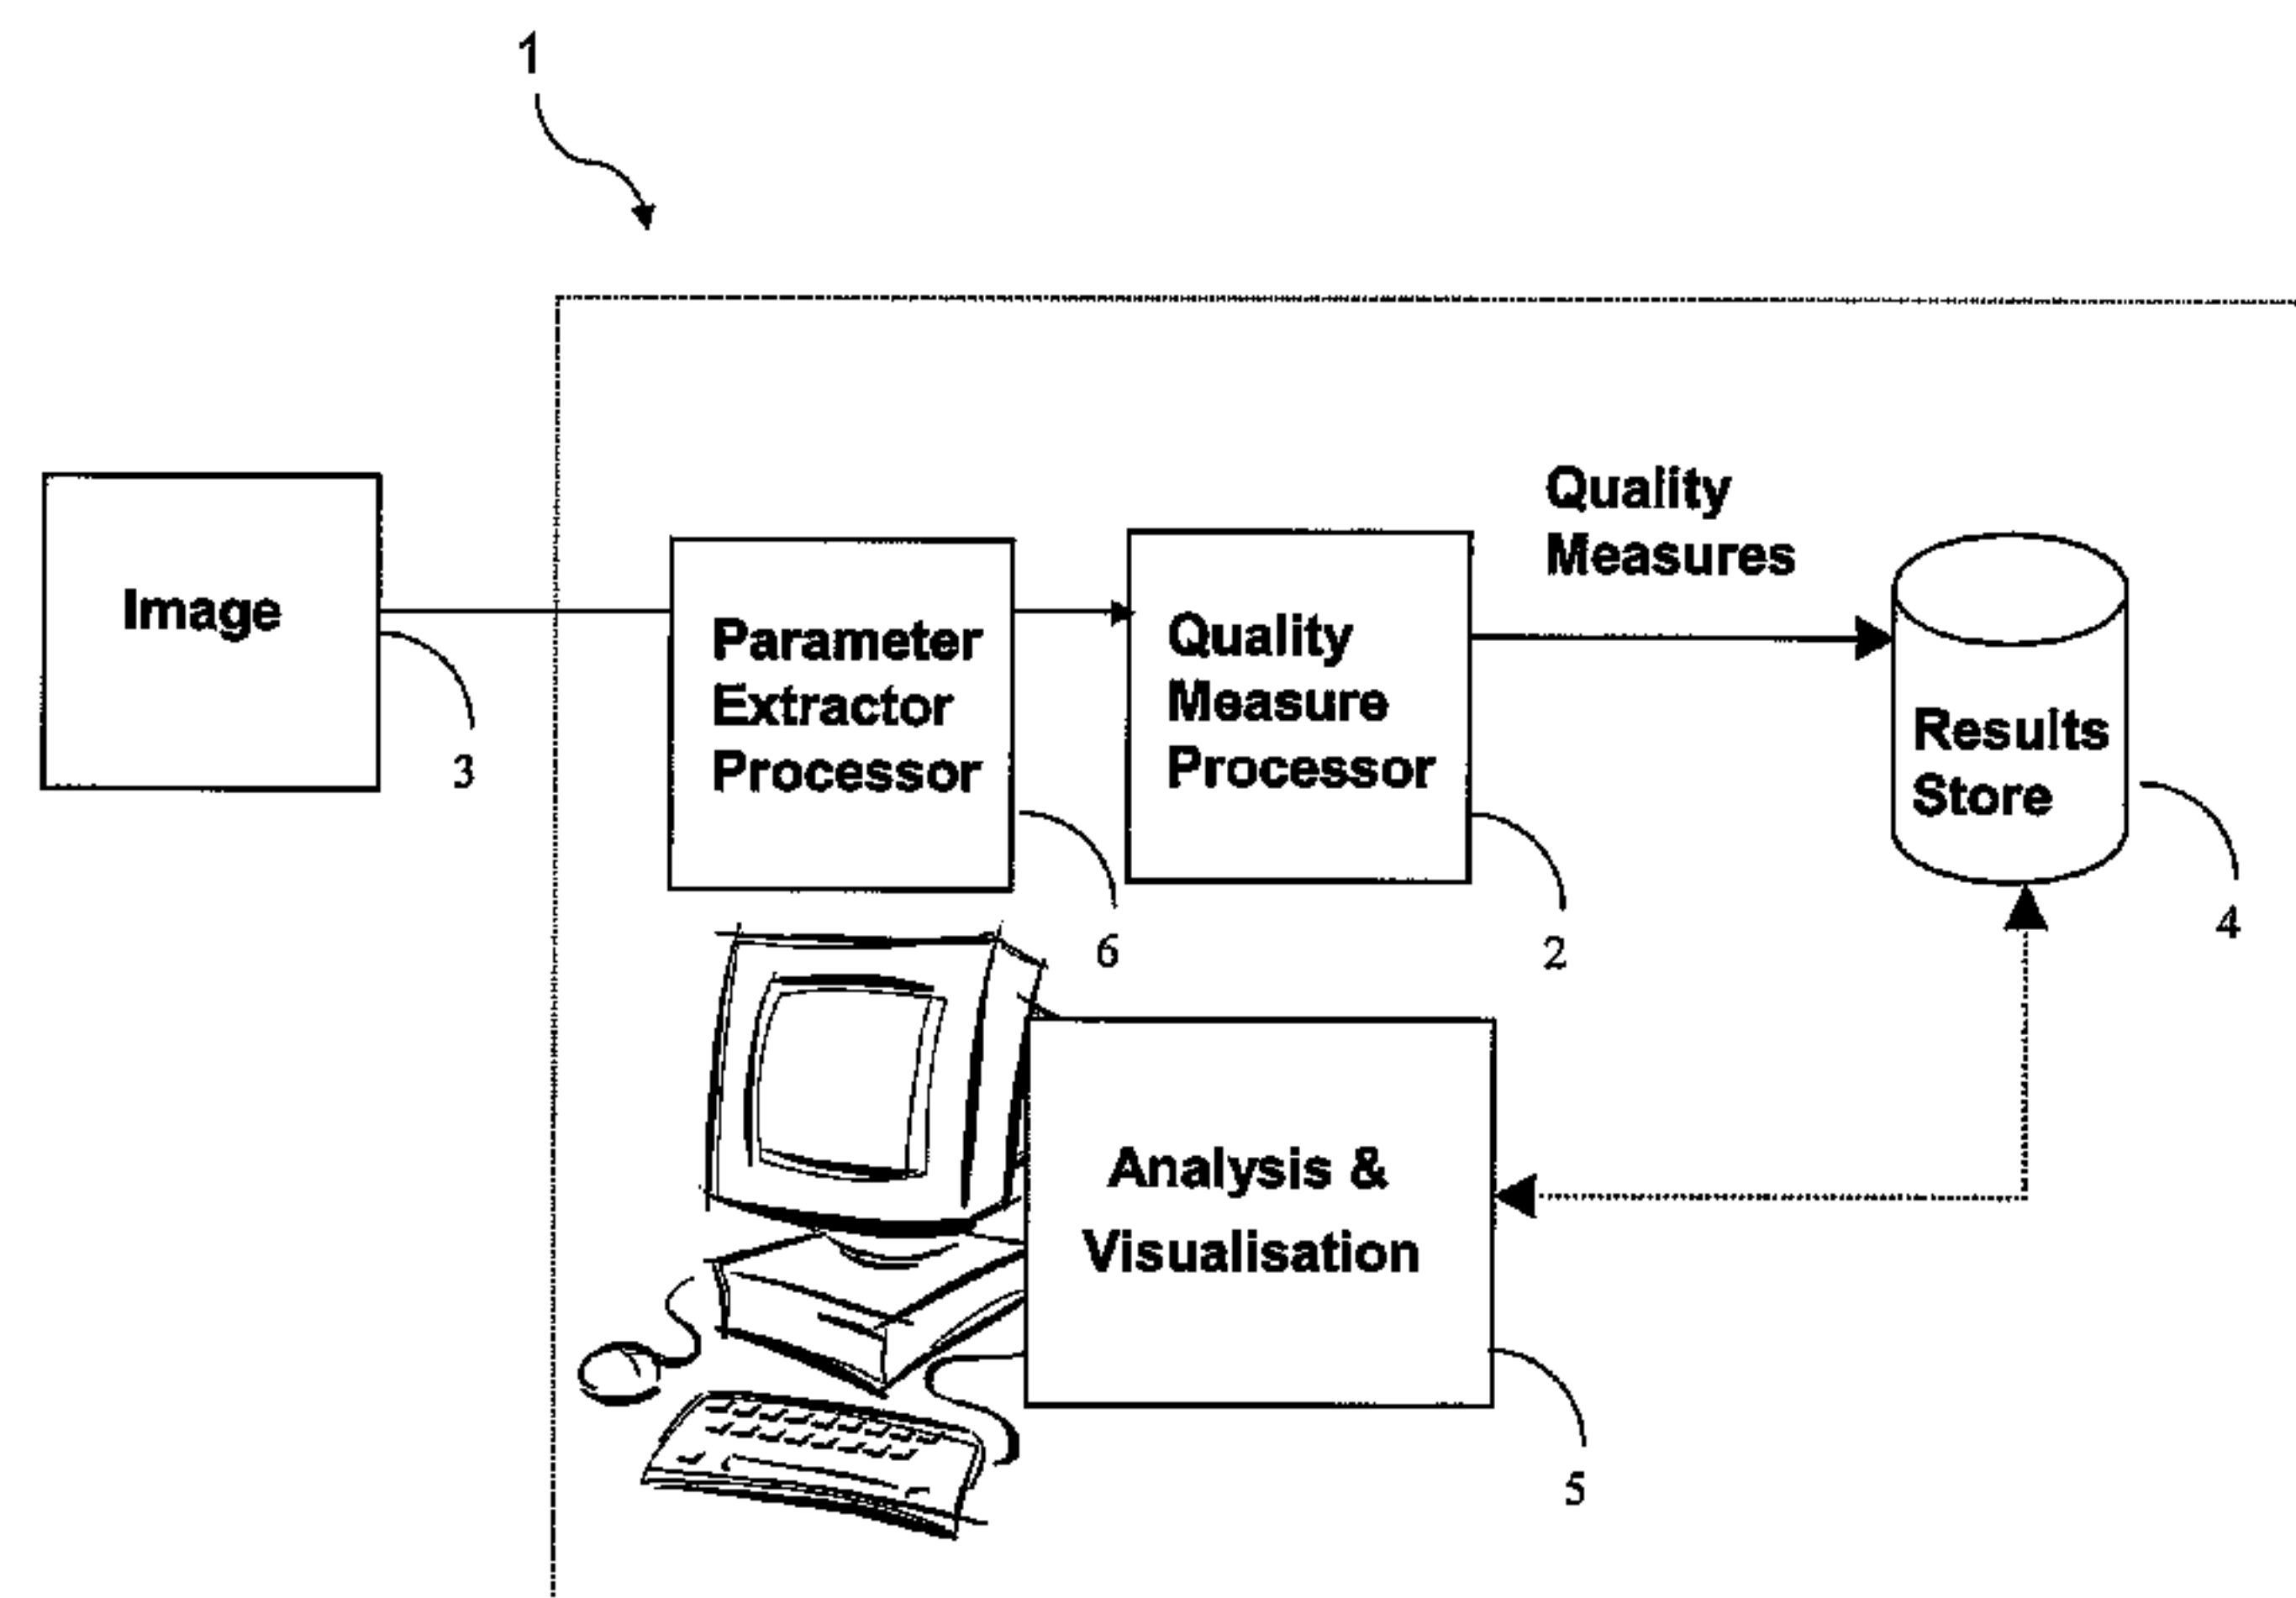 1
Image
3
Parameter
Extractor
Processor
6
Quality
Measure
Processor
2
Quality
Measures
Results
Store
4
Analysis &
Visualisation
5